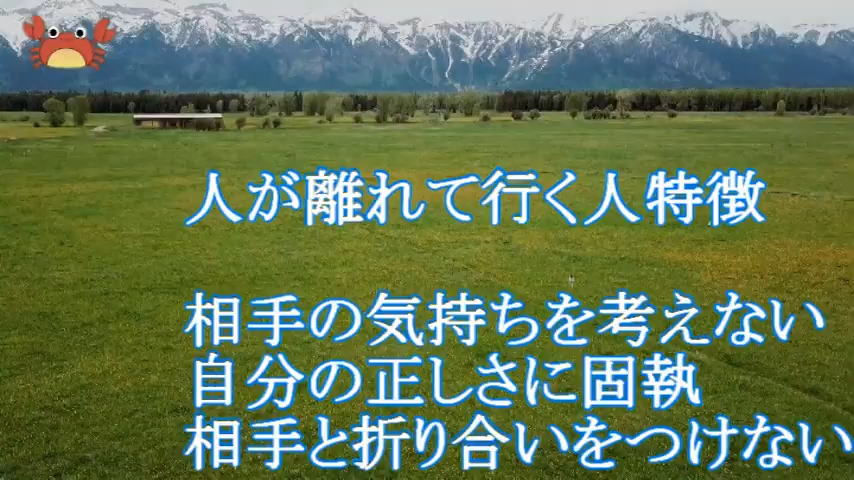 人が離れて行く人特徴
相手の気持ちを考えない
自分の正しさに固執
相手と折り合いをつけない